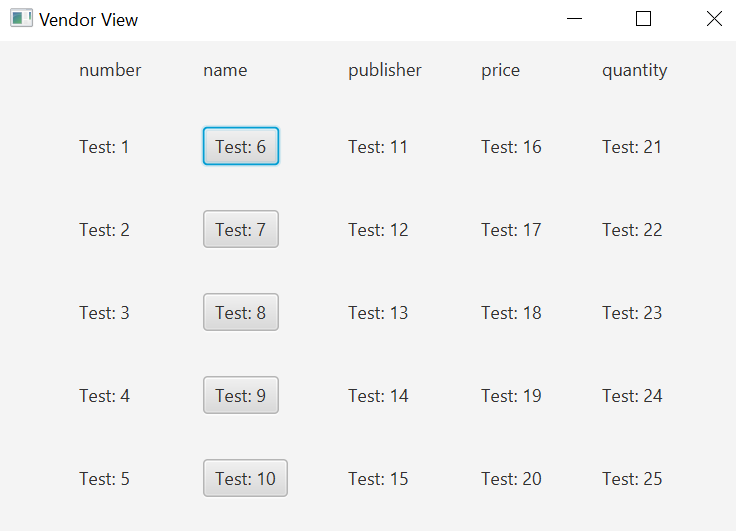 Vendor View
number name publisher price quantity
Test: 1 Test: 6 Test: 11 Test: 16 Test: 21
Test: 2 Test: 7 Test: 12 Test: 17 Test: 22
Test: 3 Test: 8 Test: 13 Test: 18 Test: 23
Test: 4 Test: 9 Test: 14 Test: 19 Test: 24
Test: 5 Test: 10 Test: 15 Test: 20 Test: 25